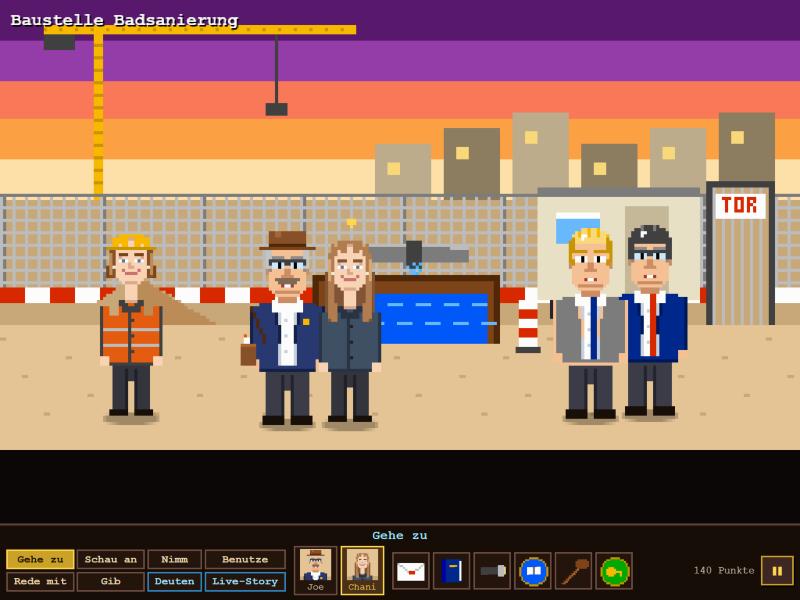 Baustelle Badsanierung
TOR
Gehe zu
Gehe zu Schau an Nimm Benutze
Rede mit Gib Deuten Live-Story
Joe Chani
140 Punkte